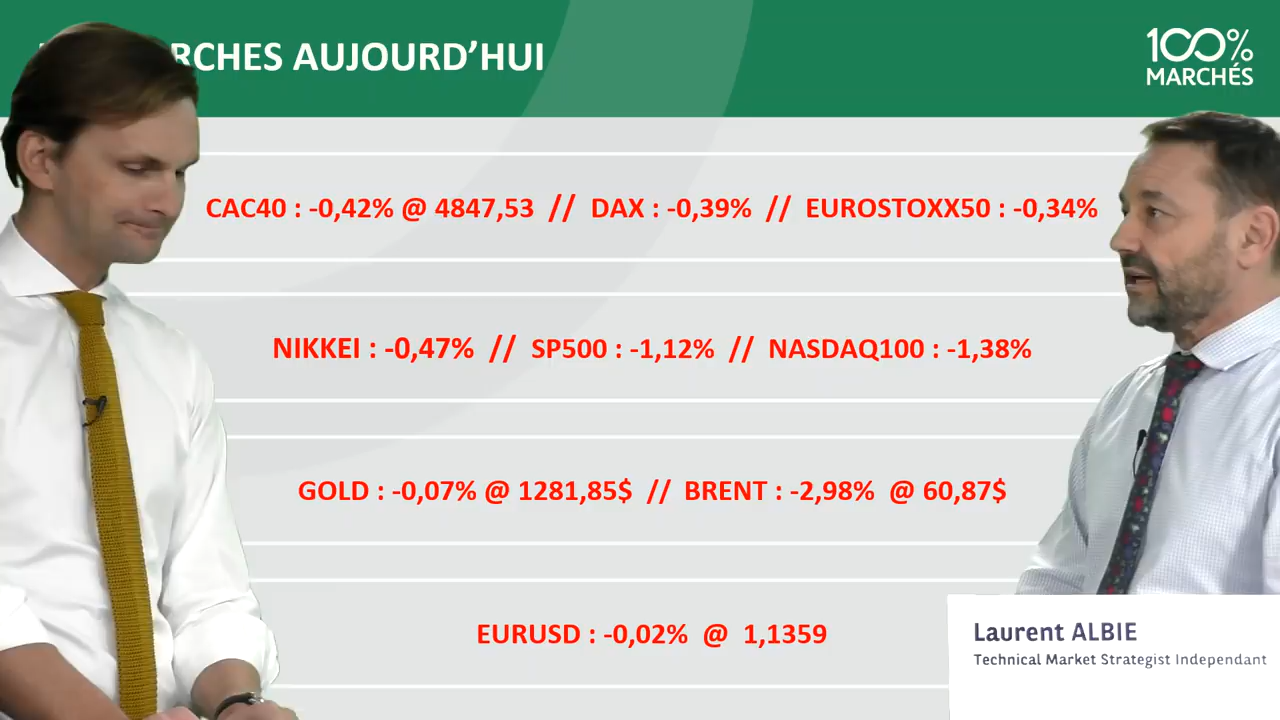 RCHES AUJOURD'HUI
100%
MARCHÉS
CAC40 : -0,42% @ 4847,53 // DAX : -0,39% // EUROSTOXX50 : -0,34%
NIKKEI : -0,47% // SP500 : -1,12% // NASDAQ100 : -1,38%
GOLD : -0,07% @ 1281,85$ // BRENT : -2,98% @ 60,87$
EURUSD : -0,02% @ 1,1359
Laurent ALBIE
Technical Market Strategist Independant